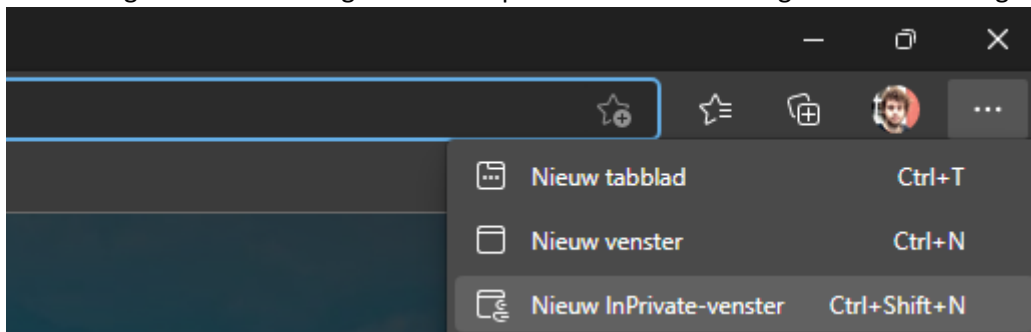 Nieuw tabblad Ctrl+T
Nieuw venster Ctrl+N
Nieuw InPrivate-venster Ctrl+Shift+N